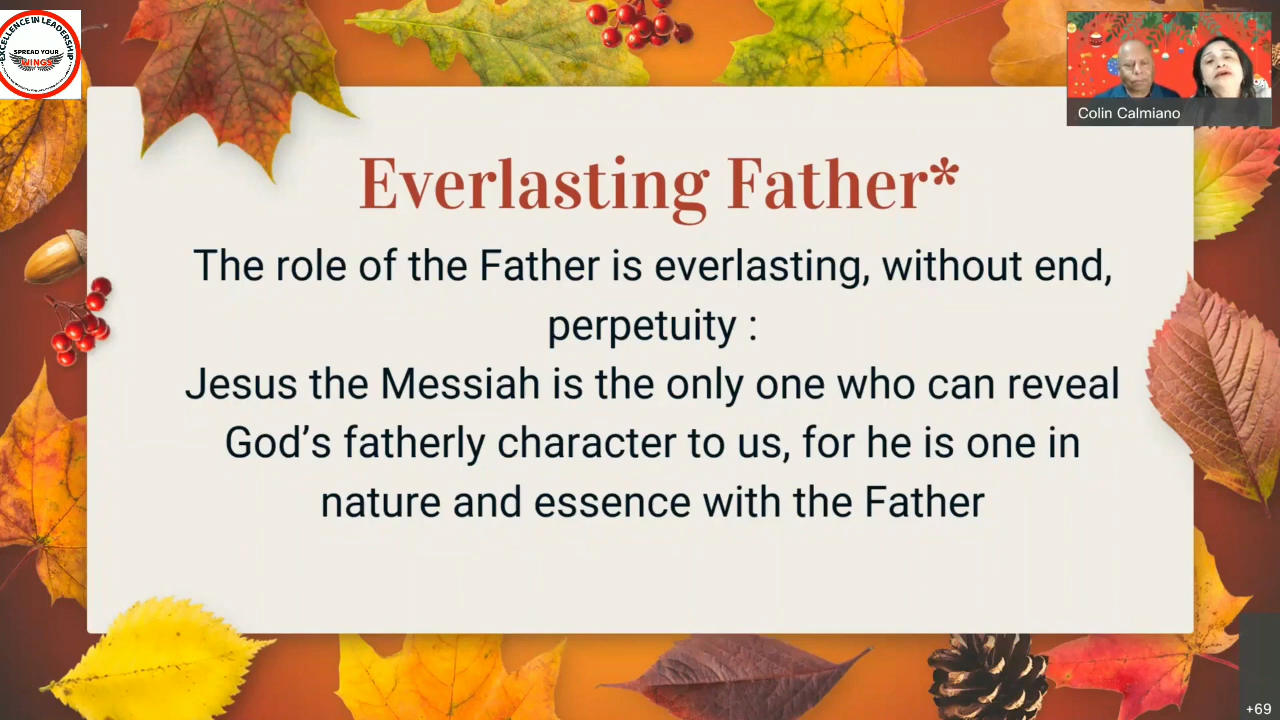 EXCELLENCE IN LEADERSHIP
SPREAD YOUR
WINGS
Colin Calmiano
Everlasting Father*
The role of the Father is everlasting, without end,
perpetuity :
Jesus the Messiah is the only one who can reveal
God’s fatherly character to us, for he is one in
nature and essence with the Father
+69